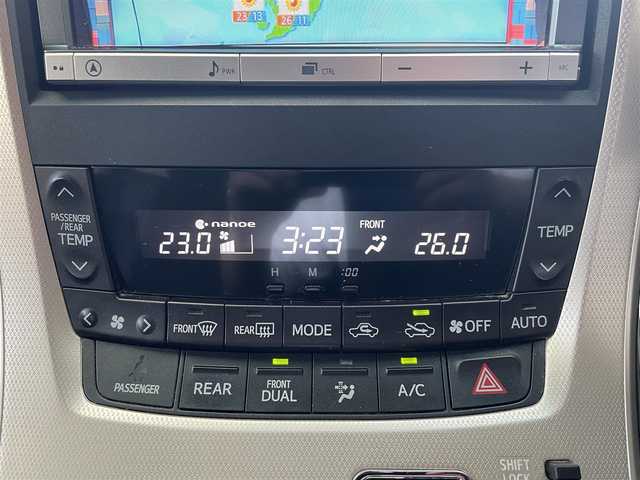 23/13
26/11
PWR
CTRL
− +
PASSENGER
/REAR
TEMP
nanoe
FRONT
23.0
3:23
26.0
TEMP
H M :00
FRONT
REAR
MODE
OFF
AUTO
PASSENGER
REAR
FRONT
DUAL
A/C
SHIFT
LOCK